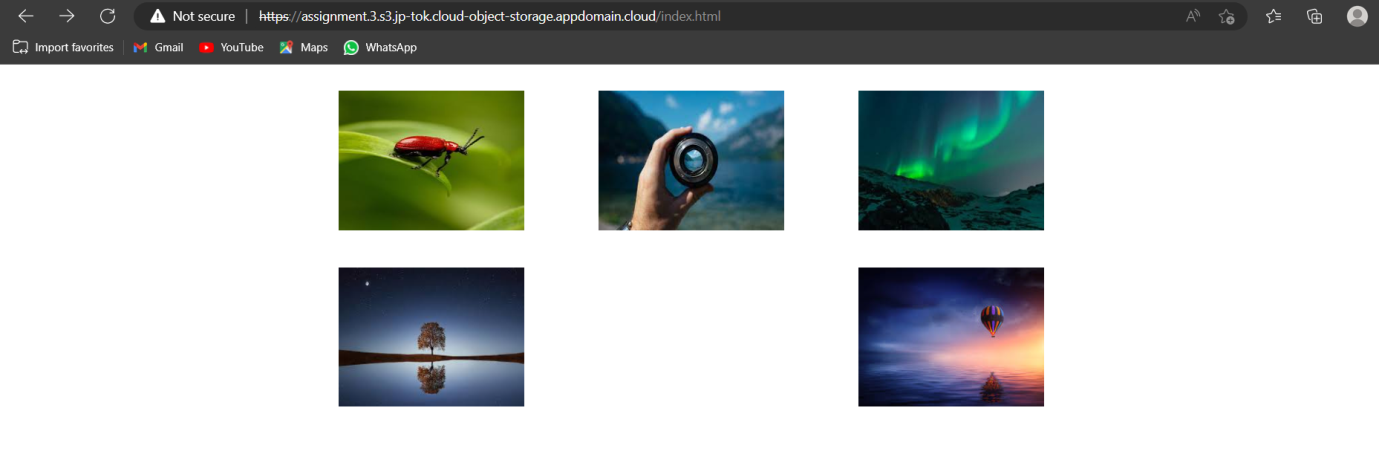 Not secure https://assignment.3.s3.jp-tok.cloud-object-storage.appdomain.cloud/index.html
Import favorites Gmail YouTube Maps WhatsApp